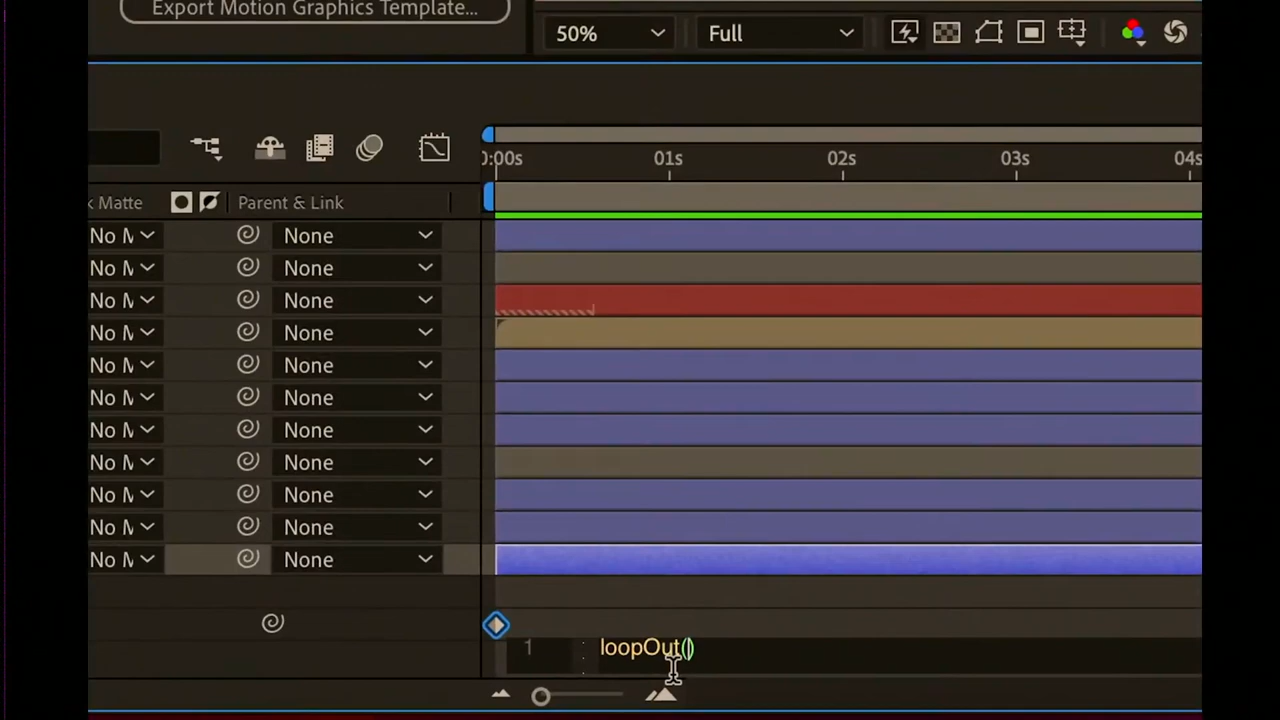 Export Motion Graphics Template...
50% Full
0:00s 01s 02s 03s 04s
k Matte Parent & Link
No M None
No M None
No M None
No M None
No M None
No M None
No M None
No M None
No M None
No M None
No M None
1 loopOut()